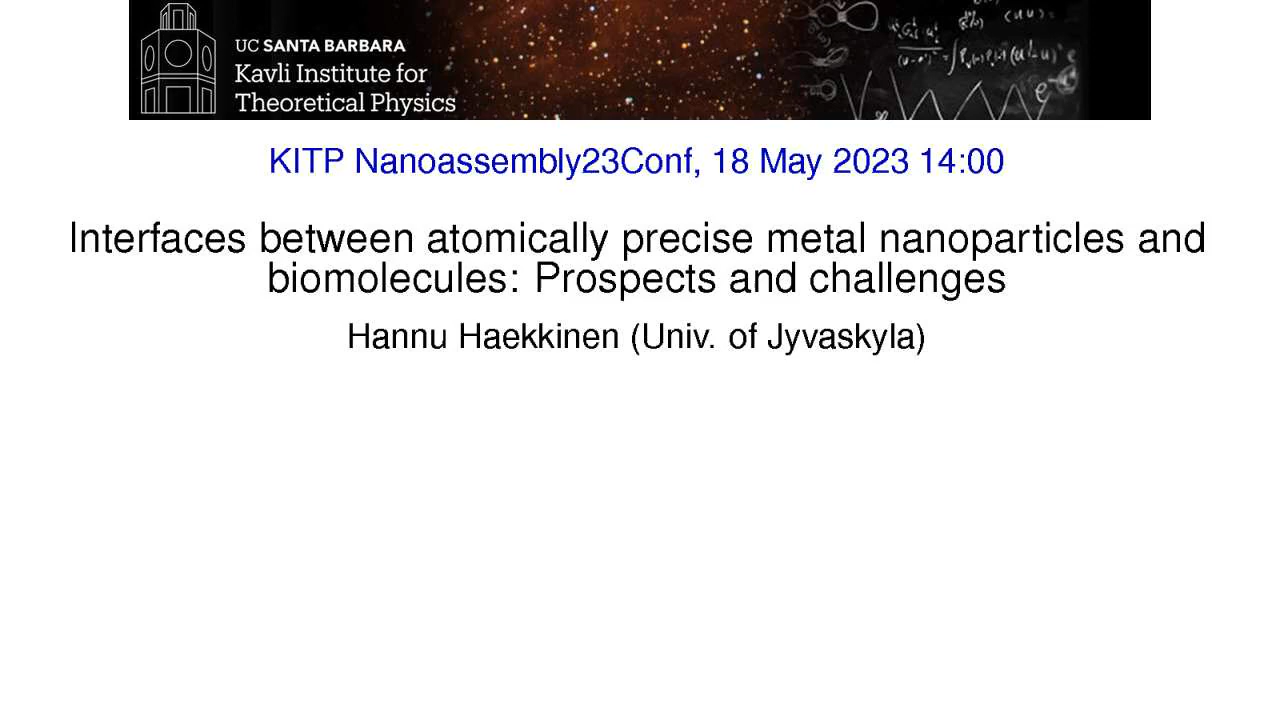 UC SANTA BARBARA
Kavli Institute for
Theoretical Physics
KITP Nanoassembly23Conf, 18 May 2023 14:00
Interfaces between atomically precise metal nanoparticles and
biomolecules: Prospects and challenges
Hannu Haekkinen (Univ. of Jyvaskyla)